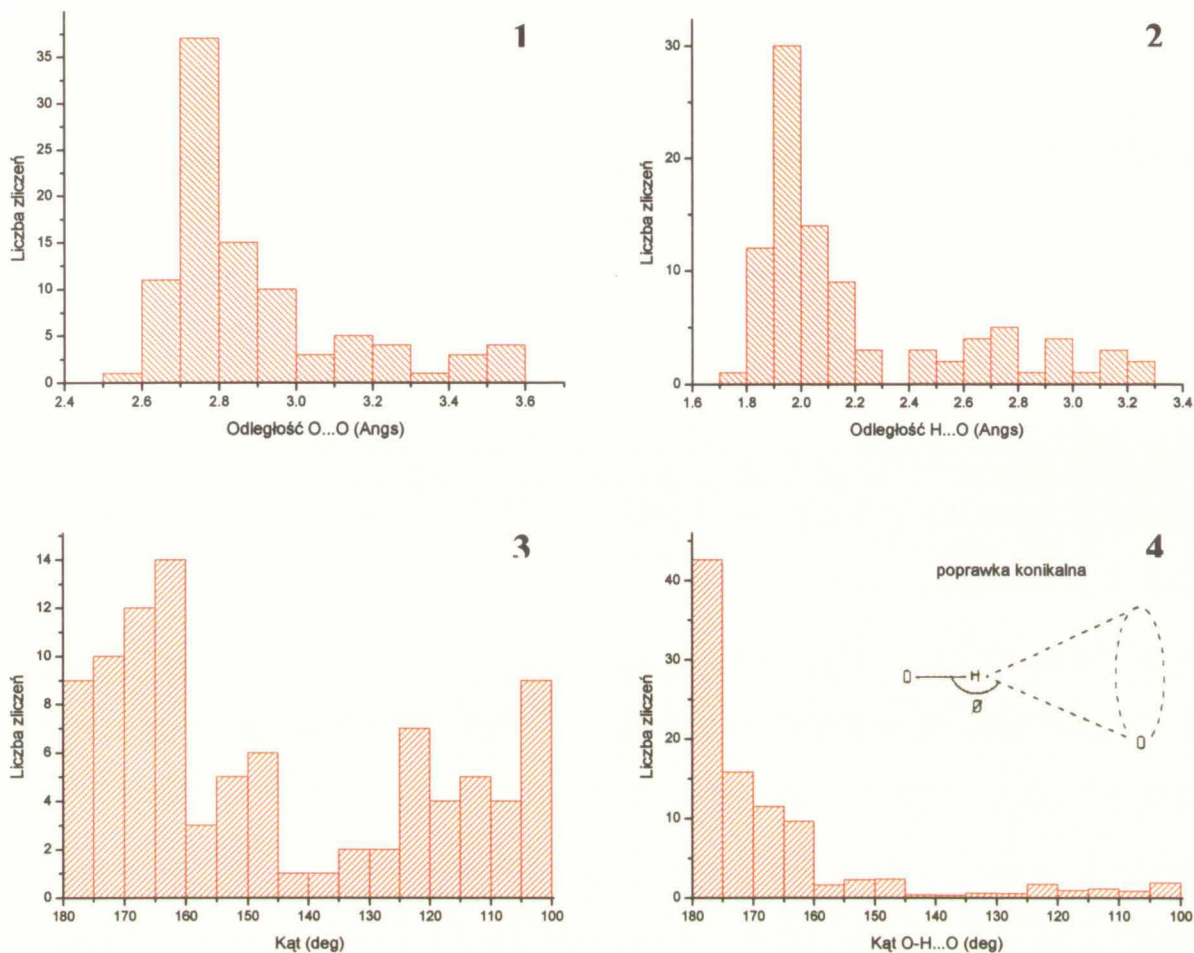 1
35
30
25
20
15
10
5
0
Liczba zliczeń
2.4 2.6 2.8 3.0 3.2 3.4 3.6
Odległość O...O (Angs)
2
30
20
10
0
Liczba zliczeń
1.6 1.8 2.0 2.2 2.4 2.6 2.8 3.0 3.2 3.4
Odległość H...O (Angs)
3
14
12
10
8
6
4
2
0
Liczba zliczeń
180 170 160 150 140 130 120 110 100
Kąt (deg)
4
poprawka konikalna
40
30
20
10
0
Liczba zliczeń
O H
Ø
O
180 170 160 150 140 130 120 110 100
Kąt O-H...O (deg)